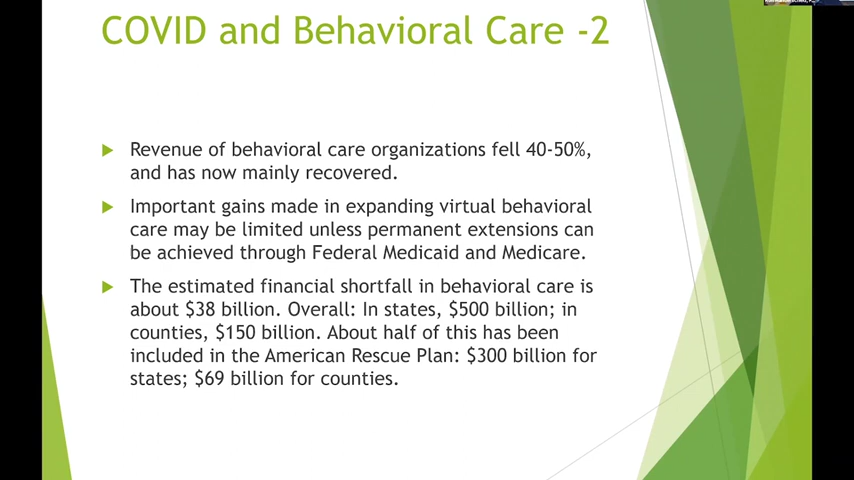 COVID and Behavioral Care -2
Revenue of behavioral care organizations fell 40-50%,
and has now mainly recovered.
Important gains made in expanding virtual behavioral
care may be limited unless permanent extensions can
be achieved through Federal Medicaid and Medicare.
The estimated financial shortfall in behavioral care is
about $38 billion. Overall: In states, $500 billion; in
counties, $150 billion. About half of this has been
included in the American Rescue Plan: $300 billion for
states; $69 billion for counties.